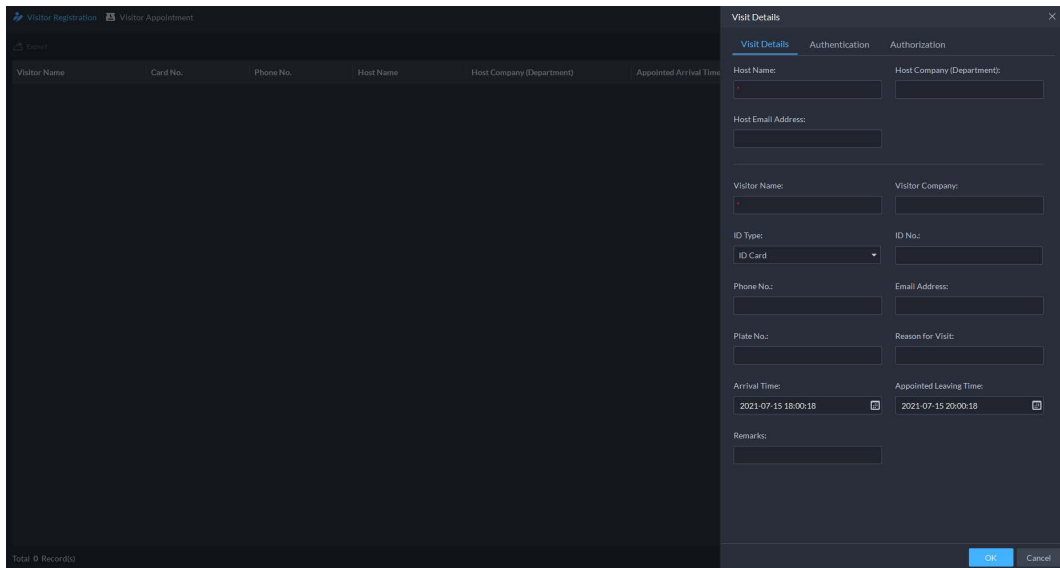 Visitor Registration Visitor Appointment
Export
Visitor Name Card No. Phone No. Host Name Host Company (Department) Appointed Arrival Time
Total 0 Record(s)
Visit Details
Visit Details Authentication Authorization
Host Name: Host Company (Department):
*
Host Email Address:
Visitor Name: Visitor Company:
*
ID Type: ID No.:
ID Card
Phone No.: Email Address:
Plate No.: Reason for Visit:
Arrival Time: Appointed Leaving Time:
2021-07-15 18:00:18 2021-07-15 20:00:18
Remarks:
OK Cancel